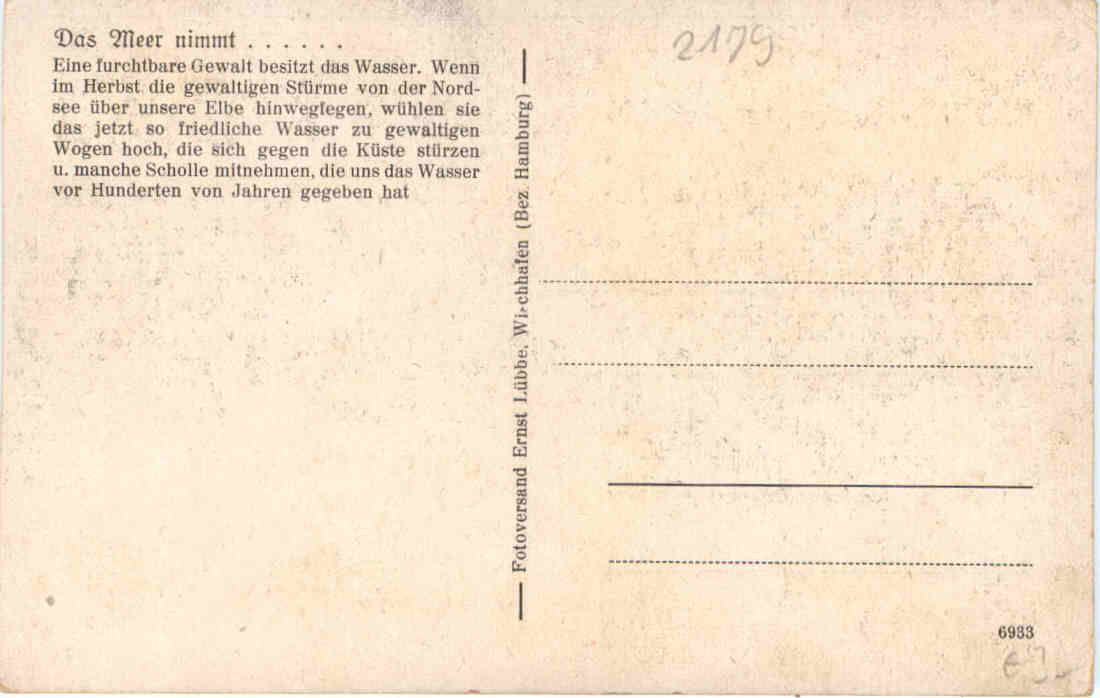 Das Meer nimmt . . . . . .
Eine furchtbare Gewalt besitzt das Wasser. Wenn
im Herbst die gewaltigen Stürme von der Nord-
see über unsere Elbe hinwegfegen, wühlen sie
das jetzt so friedliche Wasser zu gewaltigen
Wogen hoch, die sich gegen die Küste stürzen
u. manche Scholle mitnehmen, die uns das Wasser
vor Hunderten von Jahren gegeben hat
— Fotoversand Ernst Lübbe, Wischhafen (Bez. Hamburg) —
2179
6933